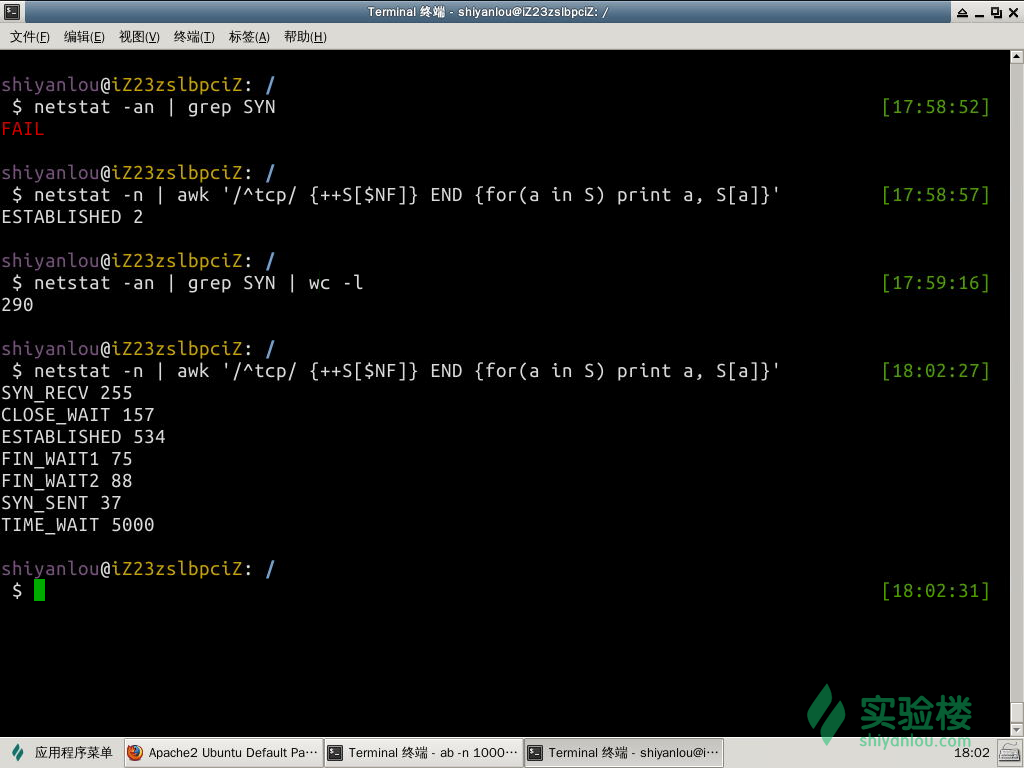 Terminal 终端 - shiyanlou@iZ23zslbpciZ: /
文件(F) 编辑(E) 视图(V) 终端(T) 标签(A) 帮助(H)
shiyanlou@iZ23zslbpciZ: /
$ netstat -an | grep SYN [17:58:52]
FAIL
shiyanlou@iZ23zslbpciZ: /
$ netstat -n | awk '/^tcp/ {++S[$NF]} END {for(a in S) print a, S[a]}' [17:58:57]
ESTABLISHED 2
shiyanlou@iZ23zslbpciZ: /
$ netstat -an | grep SYN | wc -l [17:59:16]
290
shiyanlou@iZ23zslbpciZ: /
$ netstat -n | awk '/^tcp/ {++S[$NF]} END {for(a in S) print a, S[a]}' [18:02:27]
SYN_RECV 255
CLOSE_WAIT 157
ESTABLISHED 534
FIN_WAIT1 75
FIN_WAIT2 88
SYN_SENT 37
TIME_WAIT 5000
shiyanlou@iZ23zslbpciZ: /
$ [18:02:31]
实验楼
shiyanlou.com
应用程序菜单 Apache2 Ubuntu Default Pa··· Terminal 终端 - ab -n 1000··· Terminal 终端 - shiyanlou@i··· 18:02